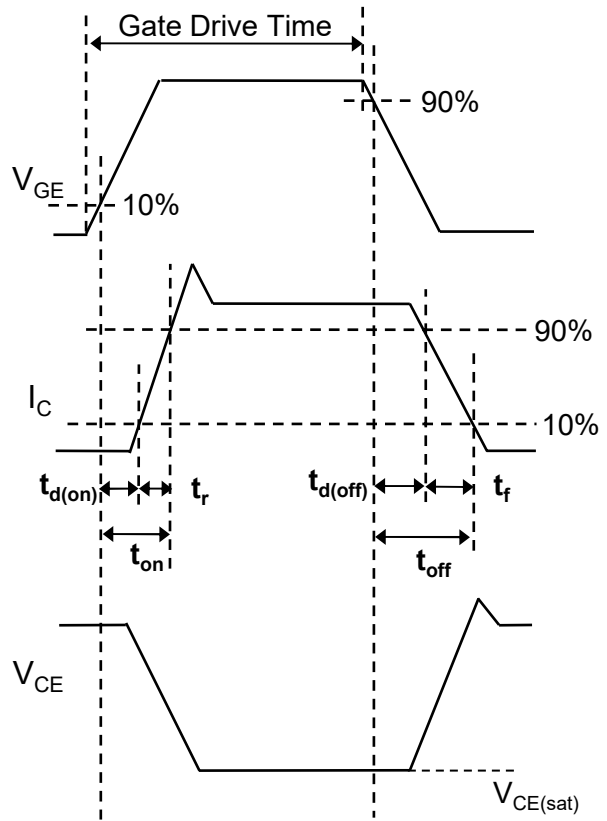 Gate Drive Time
90%
V_GE
10%
90%
I_C
10%
t_d(on)
t_r
t_d(off)
t_f
t_on
t_off
V_CE
V_CE(sat)